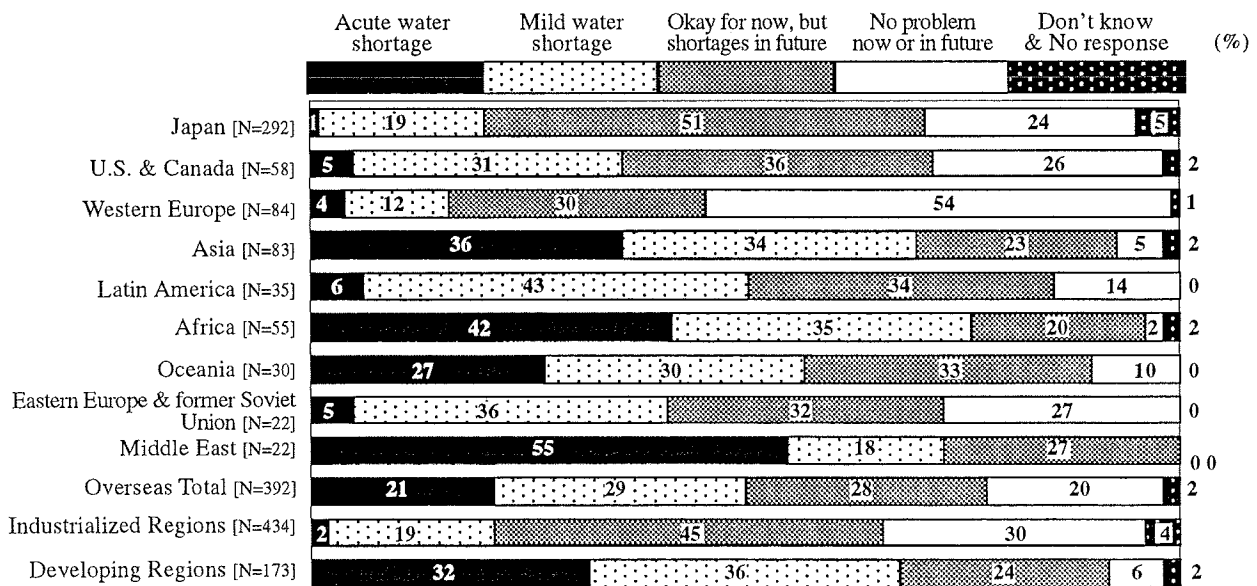 Acute water shortage
Mild water shortage
Okay for now, but shortages in future
No problem now or in future
Don't know & No response
(%)
Japan [N=292] 1 19 51 24 5
U.S. & Canada [N=58] 5 31 36 26 2
Western Europe [N=84] 4 12 30 54 1
Asia [N=83] 36 34 23 5 2
Latin America [N=35] 6 43 34 14 0
Africa [N=55] 42 35 20 2 2
Oceania [N=30] 27 30 33 10 0
Eastern Europe & former Soviet
Union [N=22] 5 36 32 27 0
Middle East [N=22] 55 18 27 0 0
Overseas Total [N=392] 21 29 28 20 2
Industrialized Regions [N=434] 2 19 45 30 4
Developing Regions [N=173] 32 36 24 6 2